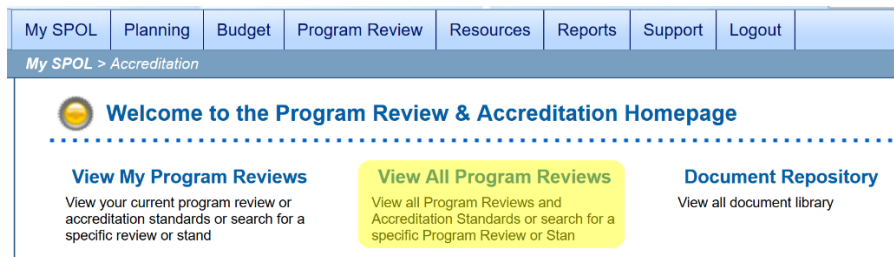 My SPOL Planning Budget Program Review Resources Reports Support Logout
My SPOL > Accreditation
Welcome to the Program Review & Accreditation Homepage
View My Program Reviews
View your current program review or
accreditation standards or search for a
specific review or stand
View All Program Reviews
View all Program Reviews and
Accreditation Standards or search for a
specific Program Review or Stan
Document Repository
View all document library